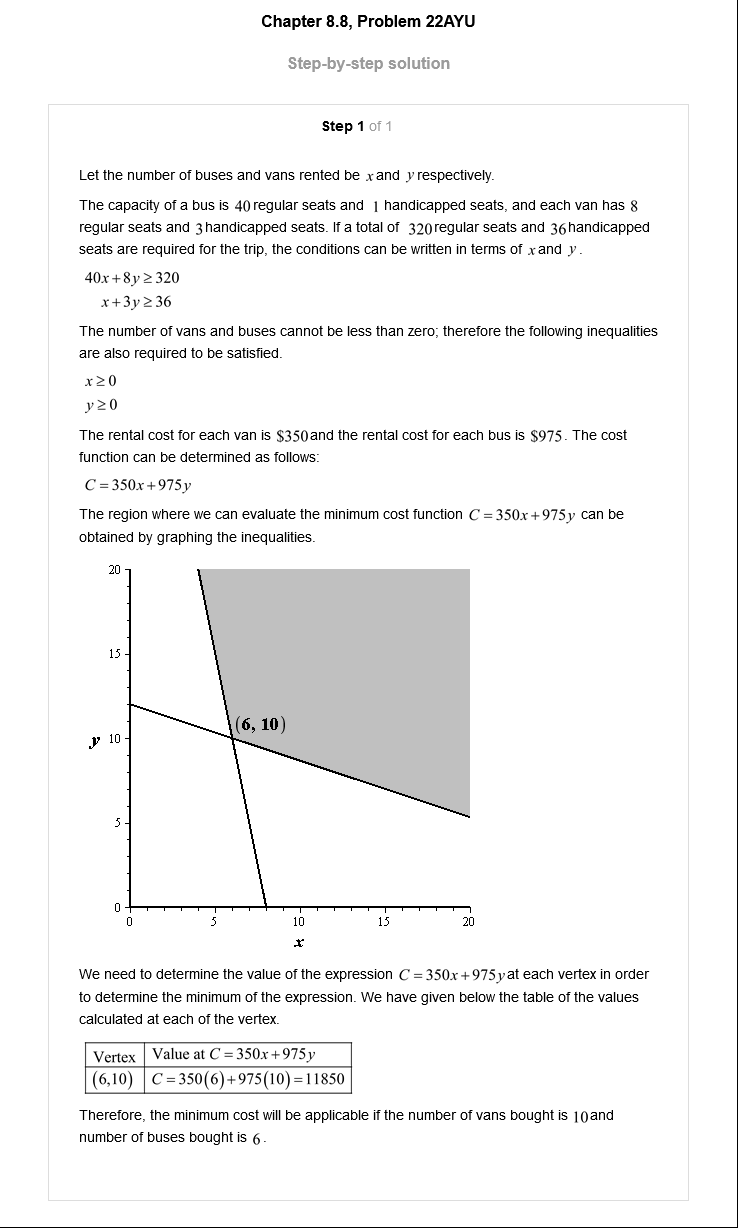 Chapter 8.8, Problem 22AYU
Step-by-step solution
Step 1 of 1
Let the number of buses and vans rented be x and y respectively.
The capacity of a bus is 40 regular seats and 1 handicapped seats, and each van has 8
regular seats and 3 handicapped seats. If a total of 320 regular seats and 36 handicapped
seats are required for the trip, the conditions can be written in terms of x and y.
40x+8y≥320
x+3y≥36
The number of vans and buses cannot be less than zero; therefore the following inequalities
are also required to be satisfied.
x≥0
y≥0
The rental cost for each van is $350 and the rental cost for each bus is $975. The cost
function can be determined as follows:
C=350x+975y
The region where we can evaluate the minimum cost function C=350x+975y can be
obtained by graphing the inequalities.
20
15
(6, 10)
y 10
5
0
0 5 10 15 20
x
We need to determine the value of the expression C=350x+975y at each vertex in order
to determine the minimum of the expression. We have given below the table of the values
calculated at each of the vertex.
Vertex Value at C=350x+975y
(6,10) C=350(6)+975(10)=11850
Therefore, the minimum cost will be applicable if the number of vans bought is 10 and
number of buses bought is 6.